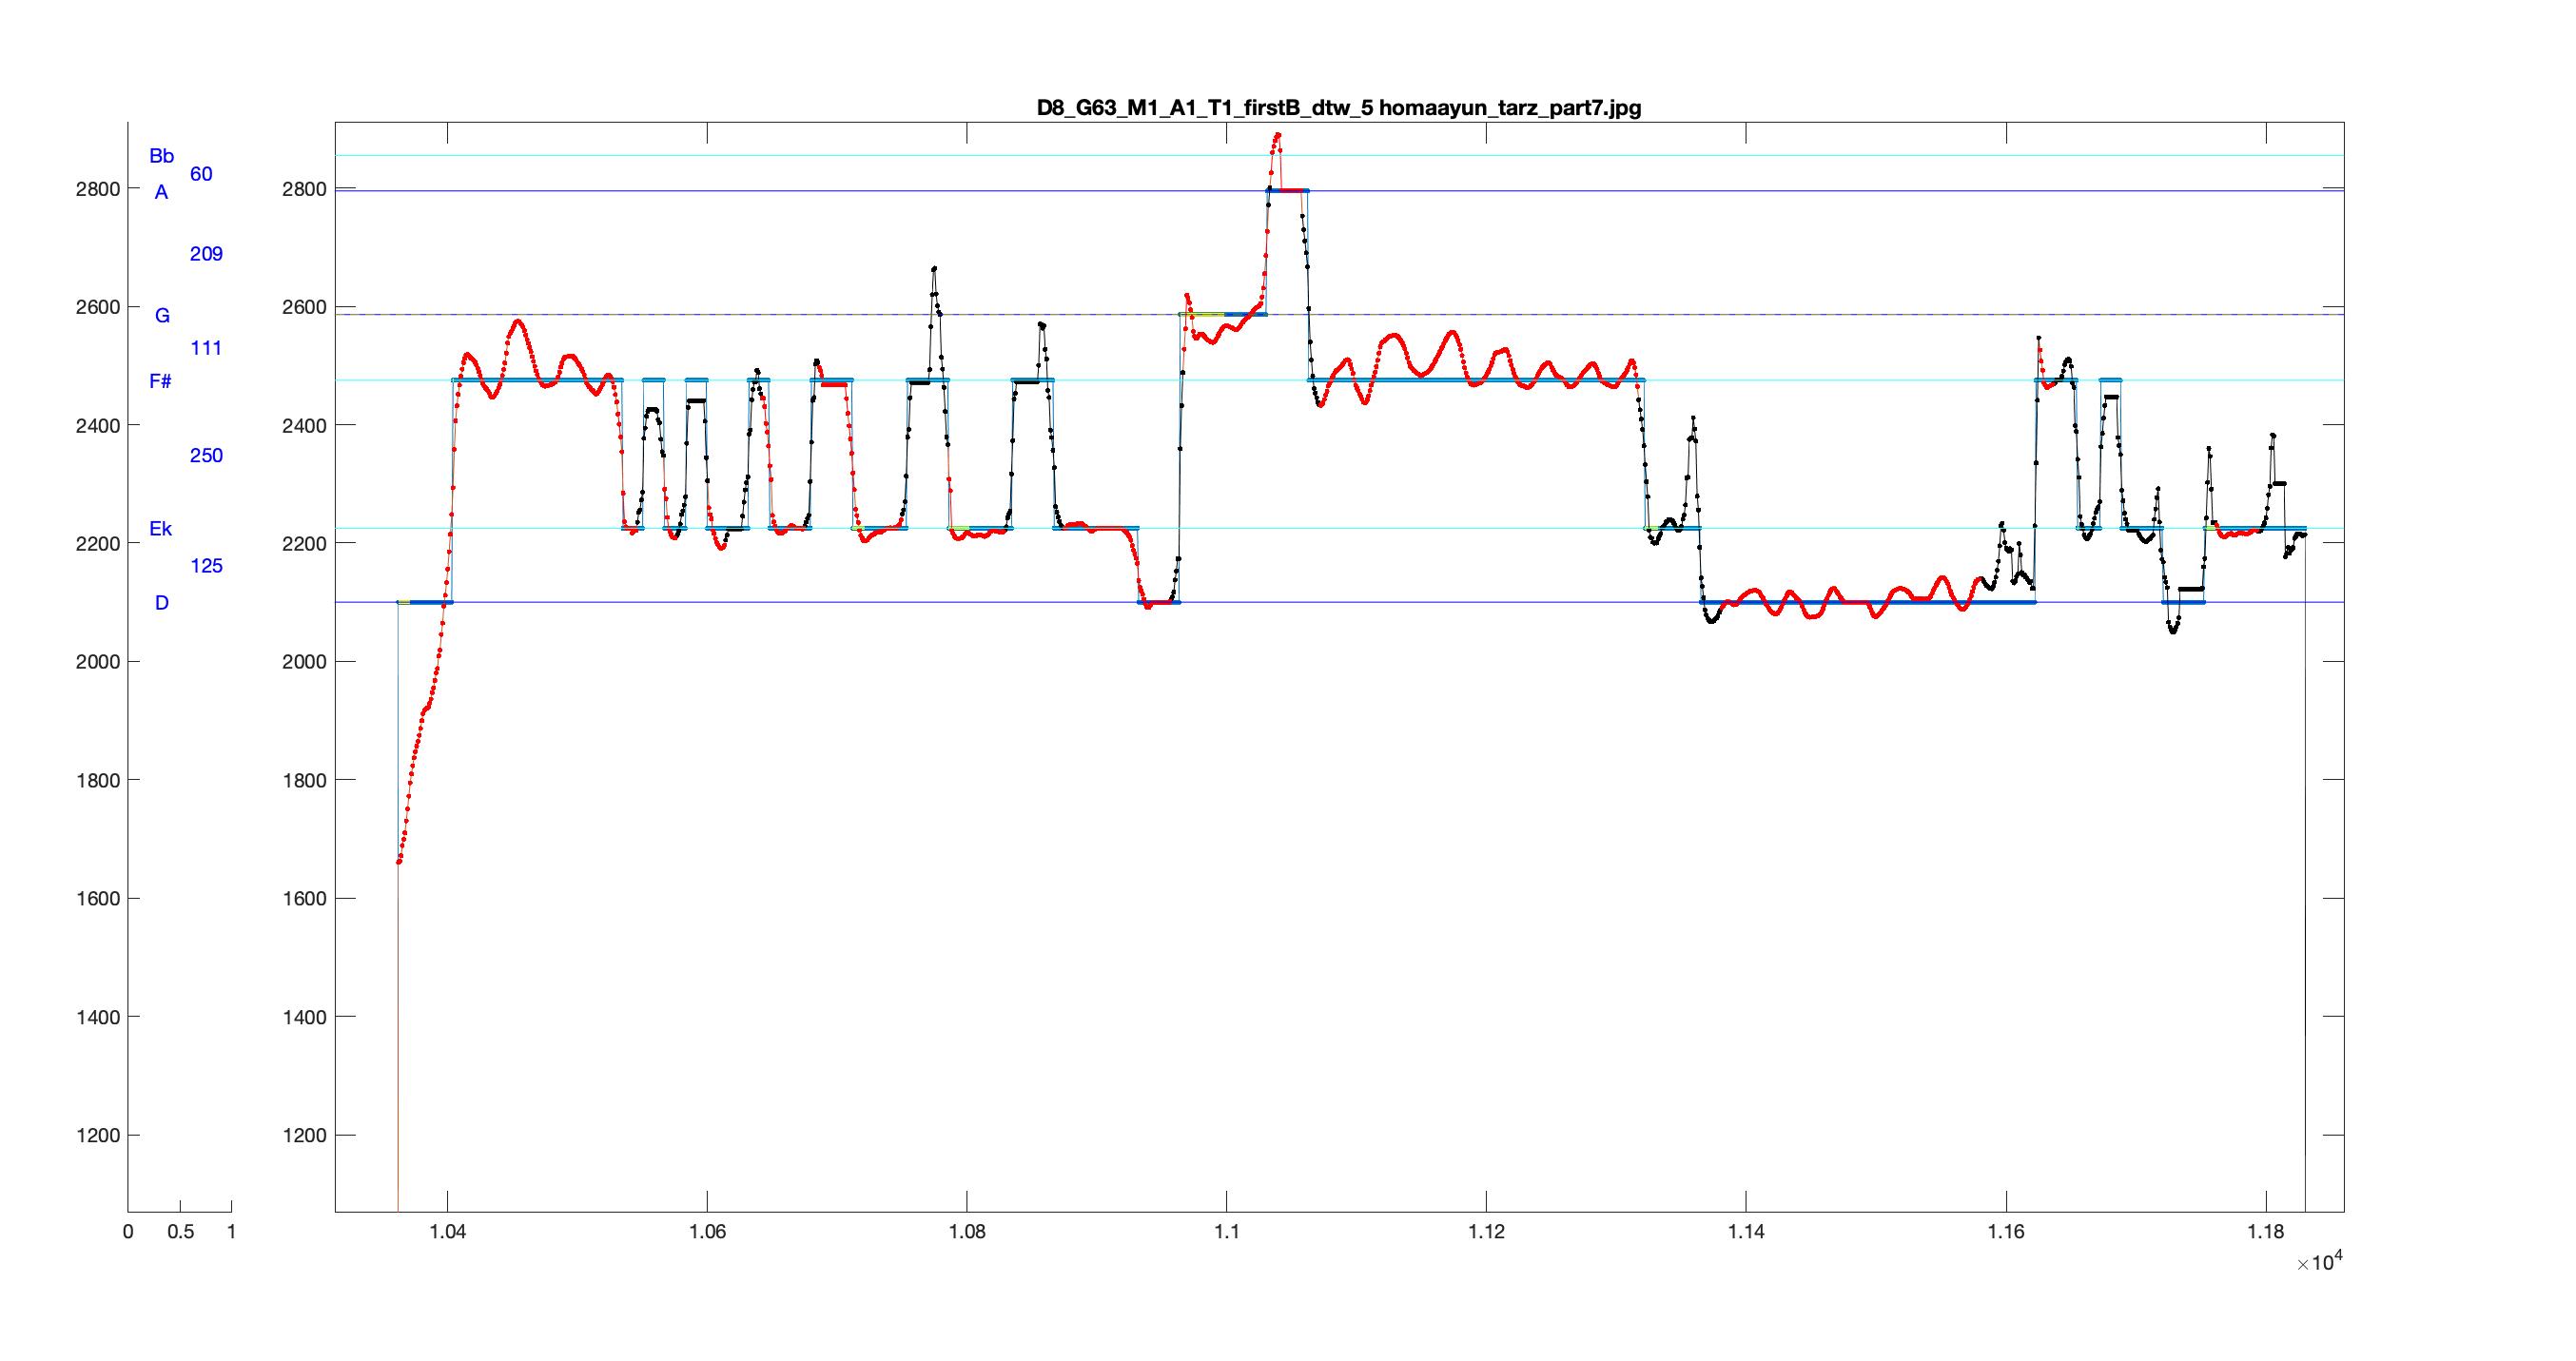 D8_G63_M1_A1_T1_firstB_dtw_5 homaayun_tarz_part7.jpg
Bb
60
2800 A 2800
209
2600 G 2600
111
F#
2400 2400
250
Ek
2200 2200
125
D
2000 2000
1800 1800
1600 1600
1400 1400
1200 1200
0 0.5 1 1.04 1.06 1.08 1.1 1.12 1.14 1.16 1.18
×10^4